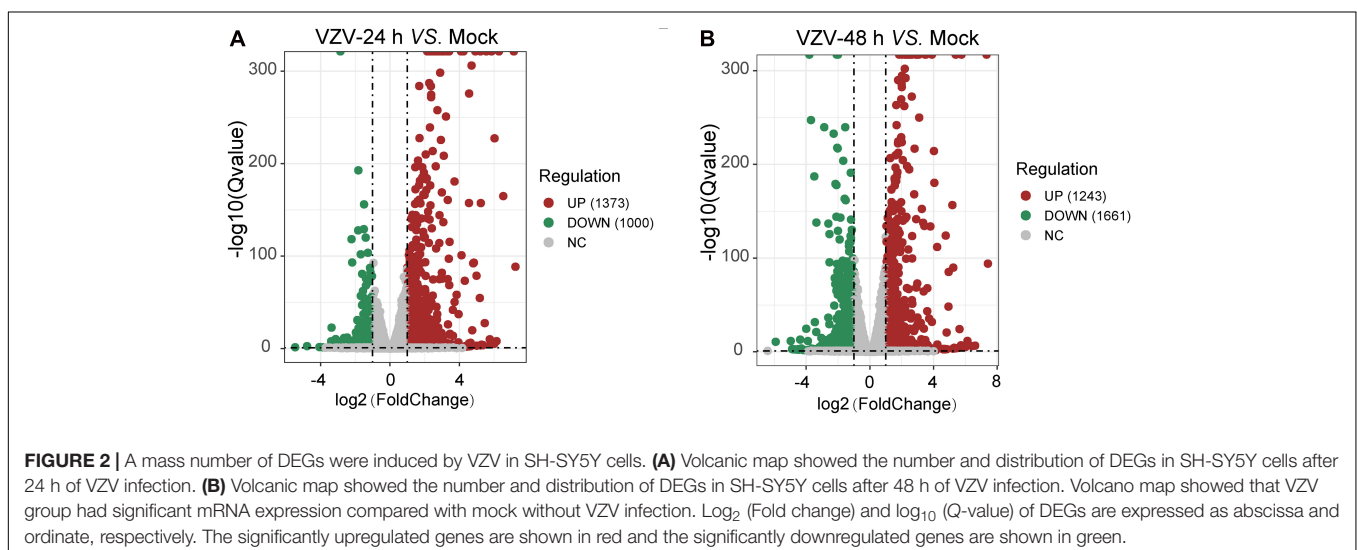 A
VZV-24 h VS. Mock
-log10(Qvalue)
300
200
100
0
-4
0
4
log2 (FoldChange)
Regulation
UP (1373)
DOWN (1000)
NC
B
VZV-48 h VS. Mock
-log10(Qvalue)
300
200
100
0
-4
0
4
8
log2 (FoldChange)
Regulation
UP (1243)
DOWN (1661)
NC
FIGURE 2 | A mass number of DEGs were induced by VZV in SH-SY5Y cells. (A) Volcanic map showed the number and distribution of DEGs in SH-SY5Y cells after
24 h of VZV infection. (B) Volcanic map showed the number and distribution of DEGs in SH-SY5Y cells after 48 h of VZV infection. Volcano map showed that VZV
group had significant mRNA expression compared with mock without VZV infection. Log₂ (Fold change) and log₁₀ (Q-value) of DEGs are expressed as abscissa and
ordinate, respectively. The significantly upregulated genes are shown in red and the significantly downregulated genes are shown in green.